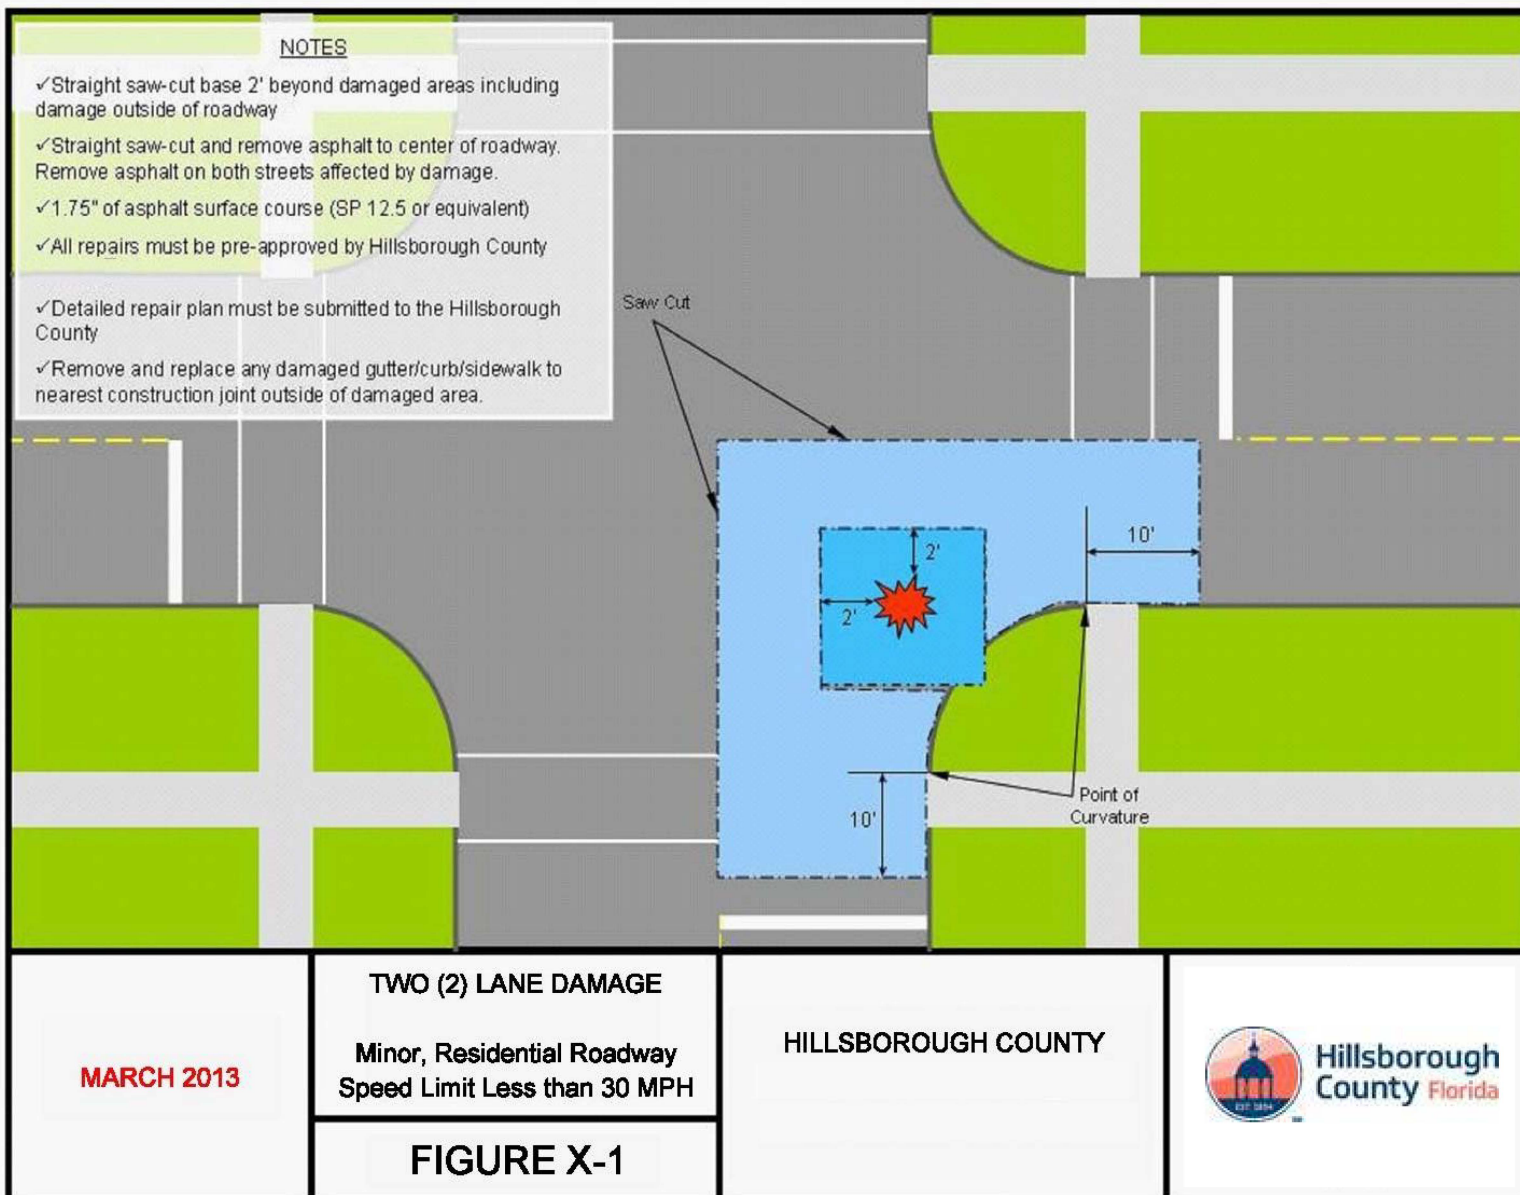 NOTES
✓Straight saw-cut base 2' beyond damaged areas including
damage outside of roadway
✓Straight saw-cut and remove asphalt to center of roadway.
Remove asphalt on both streets affected by damage.
✓1.75" of asphalt surface course (SP 12.5 or equivalent)
✓All repairs must be pre-approved by Hillsborough County
✓Detailed repair plan must be submitted to the Hillsborough
County
✓Remove and replace any damaged gutter/curb/sidewalk to
nearest construction joint outside of damaged area.
Saw Cut
10'
2'
2'
10'
Point of
Curvature
MARCH 2013
TWO (2) LANE DAMAGE
Minor, Residential Roadway
Speed Limit Less than 30 MPH
FIGURE X-1
HILLSBOROUGH COUNTY
EST. 1834
Hillsborough
County Florida